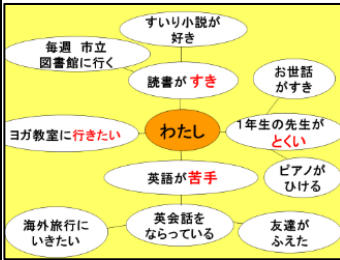 すいり小説が
好き
毎週 市立
図書館に行く
読書が すき
お世話
がすき
ヨガ教室に行きたい
わたし
1年生の先生が
とくい
英語が苦手
ピアノが
ひける
海外旅行に
いきたい
英会話を
ならっている
友達が
ふえた